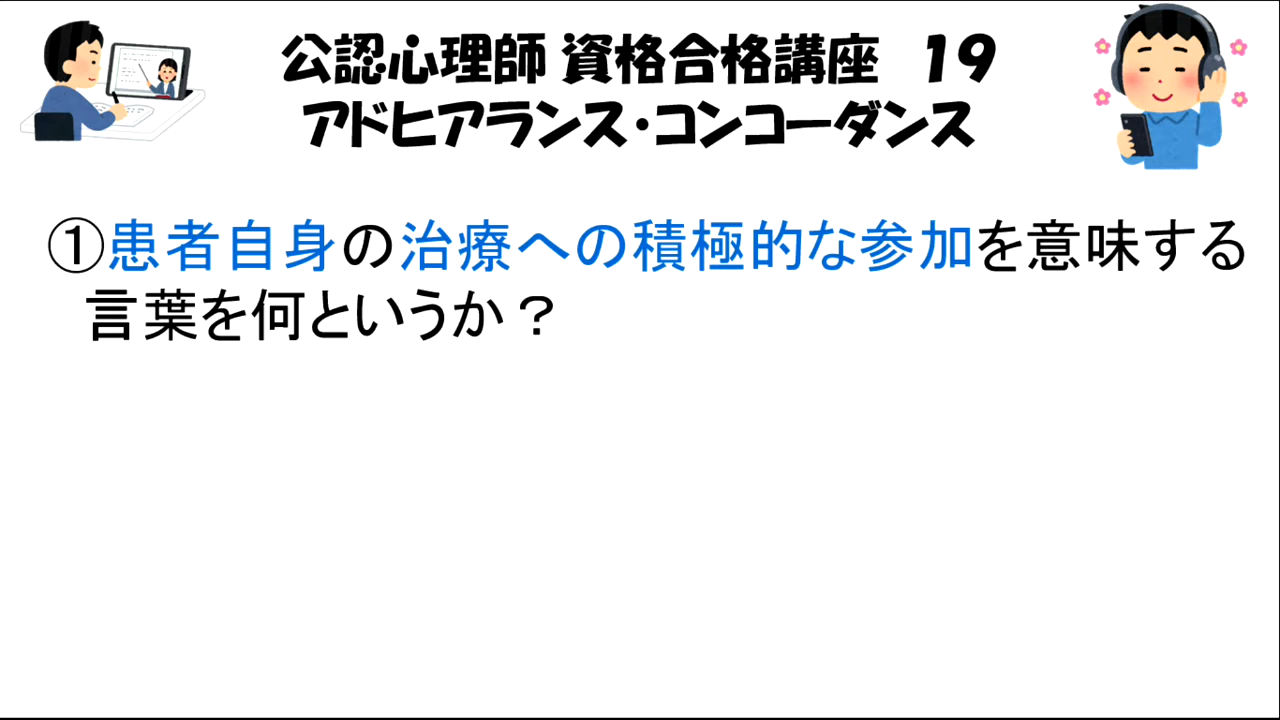 公認心理師 資格合格講座　19
アドヒアランス・コンコーダンス
①患者自身の治療への積極的な参加を意味する
言葉を何というか？